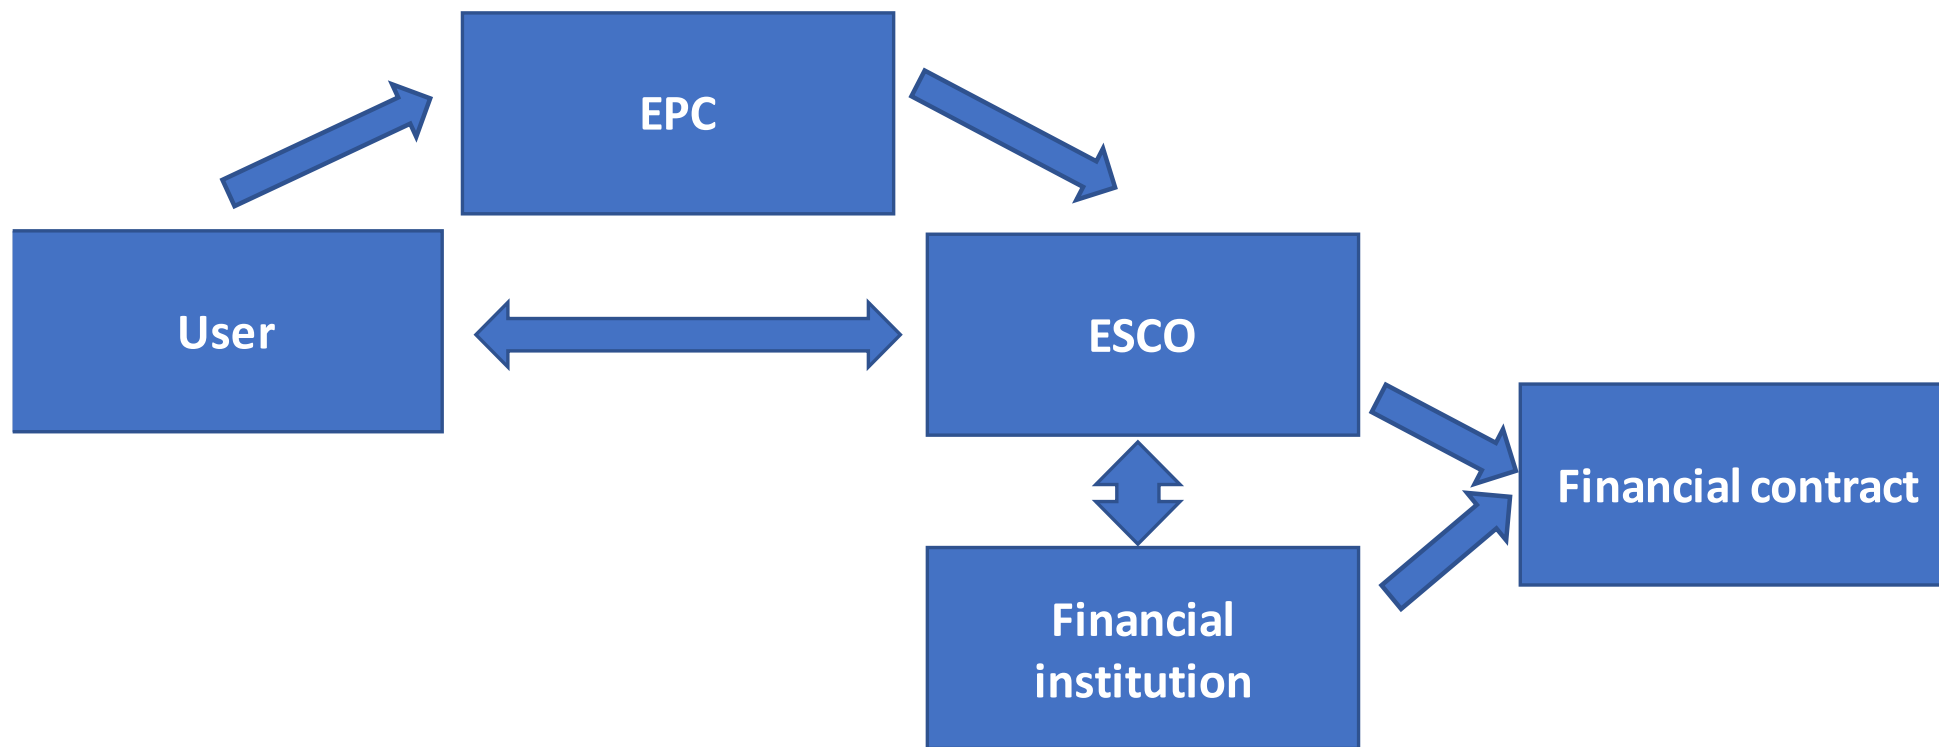 EPC
User
ESCO
Financial contract
Financial
institution